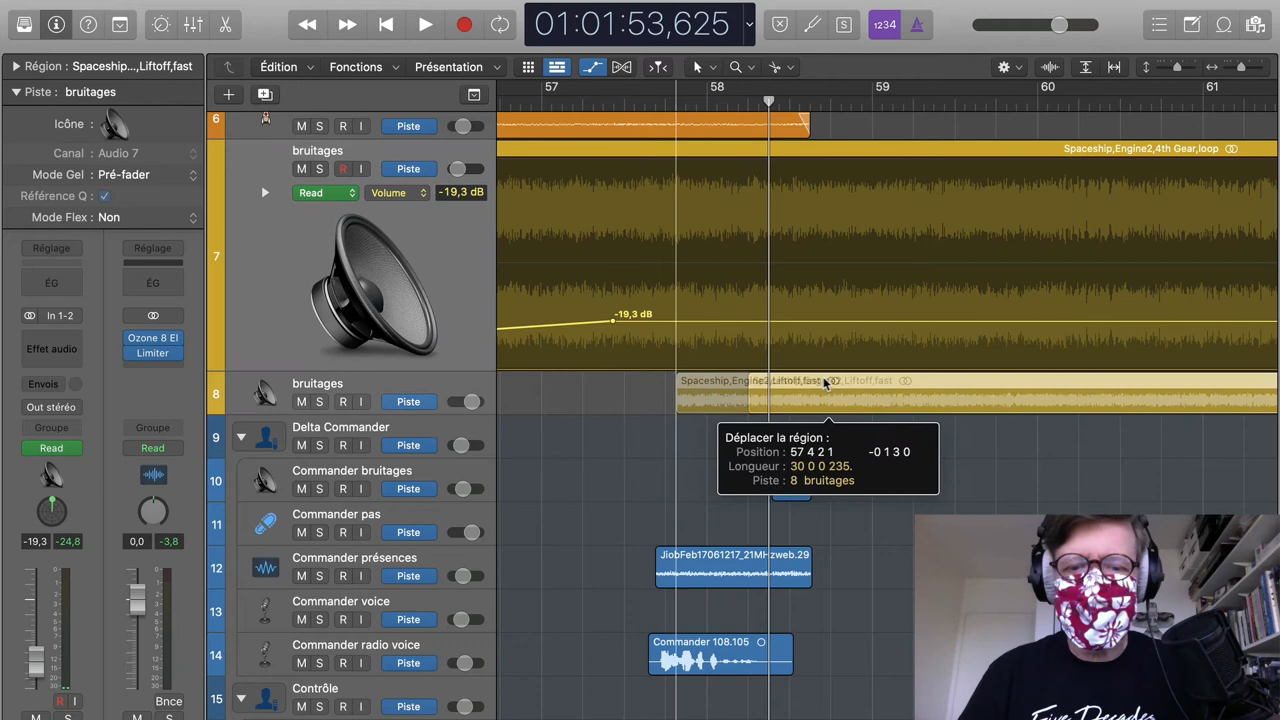 01:01:53,625
1234
Région : Spaceship...,Liftoff,fast
Édition
Fonctions
Présentation
Piste : bruitages
57
58
59
60
61
Icône :
Canal : Audio 7
Mode Gel : Pré-fader
Référence Q :
Mode Flex : Non
Réglage
Réglage
ÉG
ÉG
In 1-2
Effet audio
Ozone 8 El
Limiter
Envois
Out stéréo
Groupe
Groupe
Read
Read
-19,3
-24,8
0,0
-3,8
R I
Bnce
M S
6
M S R I Piste
bruitages
M S R I Piste
Read
Volume
-19,3 dB
7
Spaceship,Engine2,4th Gear,loop
-19,3 dB
8
bruitages
M S R I Piste
Déplacer la région :
Position : 57 4 2 1 -0 1 3 0
Longueur : 30 0 0 235.
Piste : 8 bruitages
9
Delta Commander
M S Piste
10
Commander bruitages
M S R I Piste
11
Commander pas
M S R I Piste
12
Commander présences
M S R I Piste
JiobFeb17061217_21MHzweb.29
13
Commander voice
M S R I Piste
14
Commander radio voice
M S R I Piste
Commander 108.105
15
Contrôle
M S Piste